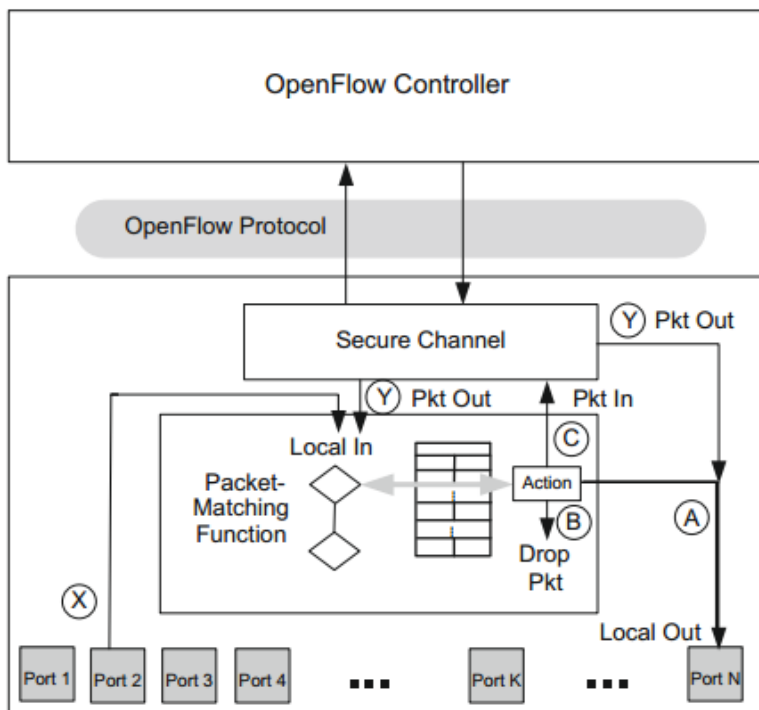 OpenFlow Controller
OpenFlow Protocol
Secure Channel
Y Pkt Out
Y Pkt Out
Pkt In
Local In
C
Packet-
Matching
Function
Action
B
A
Drop
Pkt
X
Local Out
Port 1
Port 2
Port 3
Port 4
...
Port K
...
Port N